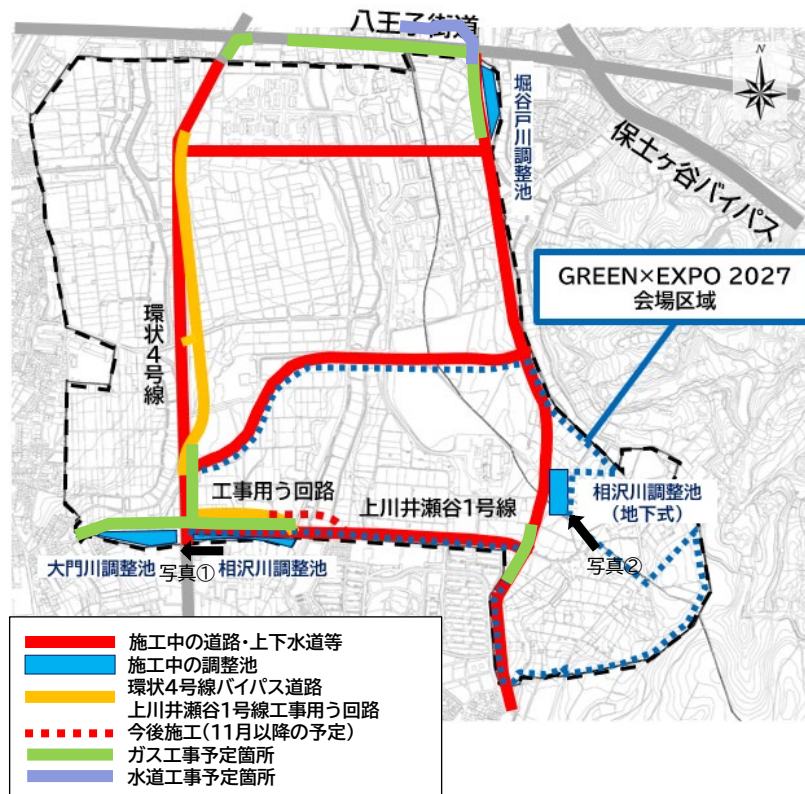 八王子街道
N
堀谷戸川調整池
保土ヶ谷バイパス
GREEN×EXPO 2027
会場区域
環状4号線
工事用う回路
上川井瀬谷1号線
相沢川調整池
(地下式)
大門川調整池
写真①
相沢川調整池
写真②
施工中の道路・上下水道等
施工中の調整池
環状4号線バイパス道路
上川井瀬谷1号線工事用う回路
今後施工(11月以降の予定)
ガス工事予定箇所
水道工事予定箇所